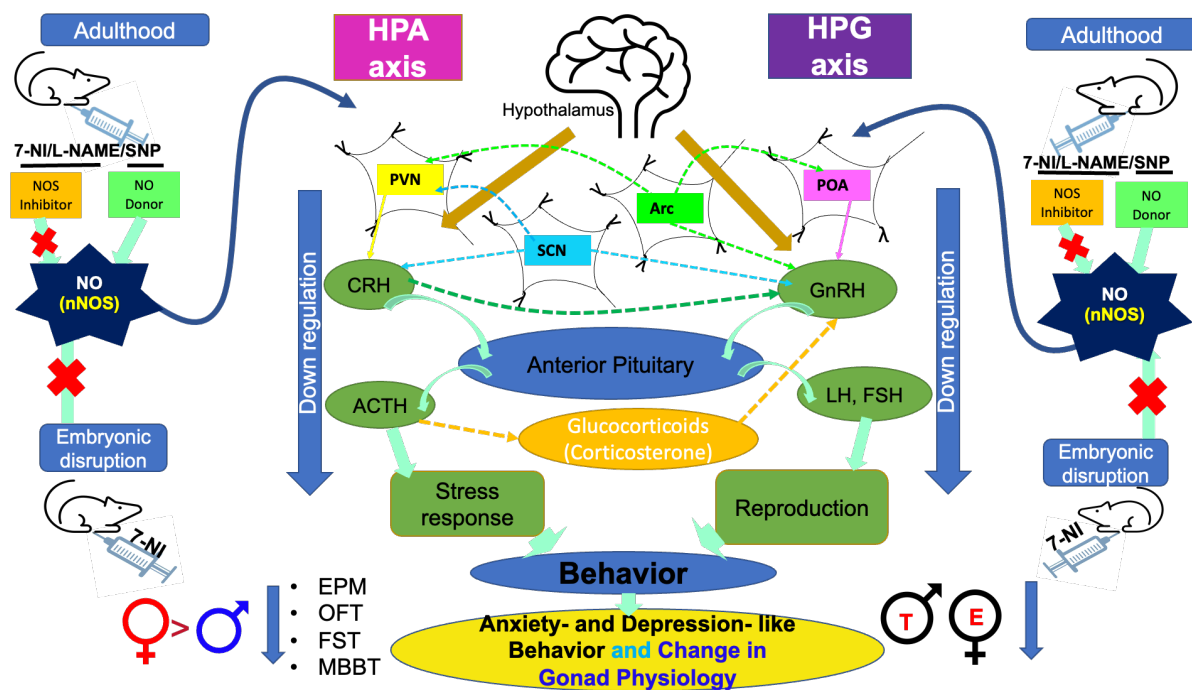 Adulthood
HPA
axis
HPG
axis
Adulthood
Hypothalamus
7-NI/L-NAME/SNP
NOS
Inhibitor
NO
Donor
NO
(nNOS)
Embryonic
disruption
7-NI
Down regulation
PVN
SCN
Arc
POA
CRH
GnRH
Anterior Pituitary
ACTH
LH, FSH
Glucocorticoids
(Corticosterone)
Stress
response
Reproduction
Behavior
Anxiety- and Depression- like
Behavior and Change in
Gonad Physiology
>
• EPM
• OFT
• FST
• MBBT
Down regulation
7-NI/L-NAME/SNP
NOS
Inhibitor
NO
Donor
NO
(nNOS)
Embryonic
disruption
7-NI
T
E